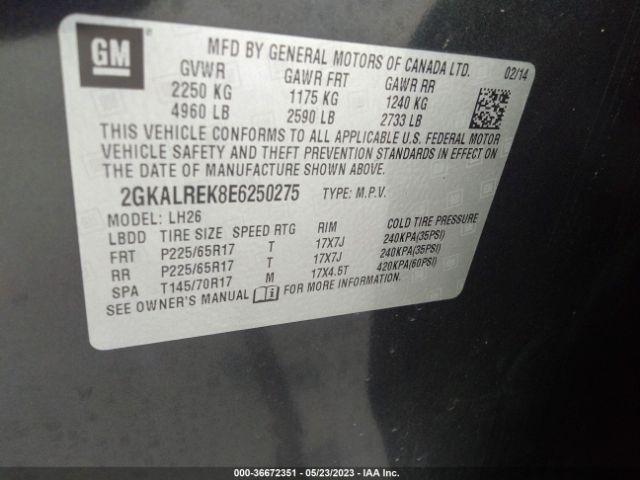 GM
MFD BY GENERAL MOTORS OF CANADA LTD. 02/14
GVWR GAWR FRT GAWR RR
2250 KG 1175 KG 1240 KG
4960 LB 2590 LB 2733 LB
THIS VEHICLE CONFORMS TO ALL APPLICABLE U.S. FEDERAL MOTOR
VEHICLE SAFETY AND THEFT PREVENTION STANDARDS IN EFFECT ON
THE DATE OF MANUFACTURE SHOWN ABOVE.
2GKALREK8E6250275 TYPE: M.P.V.
MODEL: LH26
LBDD TIRE SIZE SPEED RTG RIM COLD TIRE PRESSURE
FRT P225/65R17 T 17X7J 240KPA(35PSI)
RR P225/65R17 T 17X7J 240KPA(35PSI)
SPA T145/70R17 M 17X4.5T 420KPA(60PSI)
SEE OWNER'S MANUAL FOR MORE INFORMATION.
000-36672351 - 05/23/2023 - IAAI.com